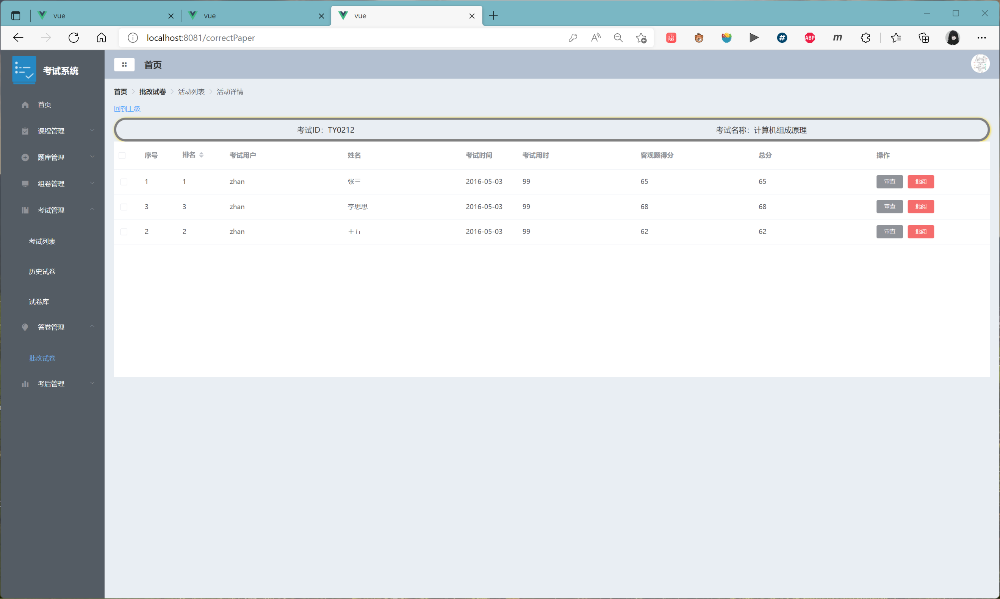 vue
vue
vue
localhost:8081/correctPaper
惠
#
ABP
m
考试系统
首页
首页
课程管理
题库管理
组卷管理
考试管理
考试列表
历史试卷
试卷库
答卷管理
批改试卷
考后管理
首页 > 批改试卷 > 活动列表 > 活动详情
回到上级
考试ID：TY0212 考试名称：计算机组成原理
序号 排名 考试用户 姓名 考试时间 考试用时 客观题得分 总分 操作
1 1 zhan 张三 2016-05-03 99 65 65 审查 批阅
3 3 zhan 李思思 2016-05-03 99 68 68 审查 批阅
2 2 zhan 王五 2016-05-03 99 62 62 审查 批阅